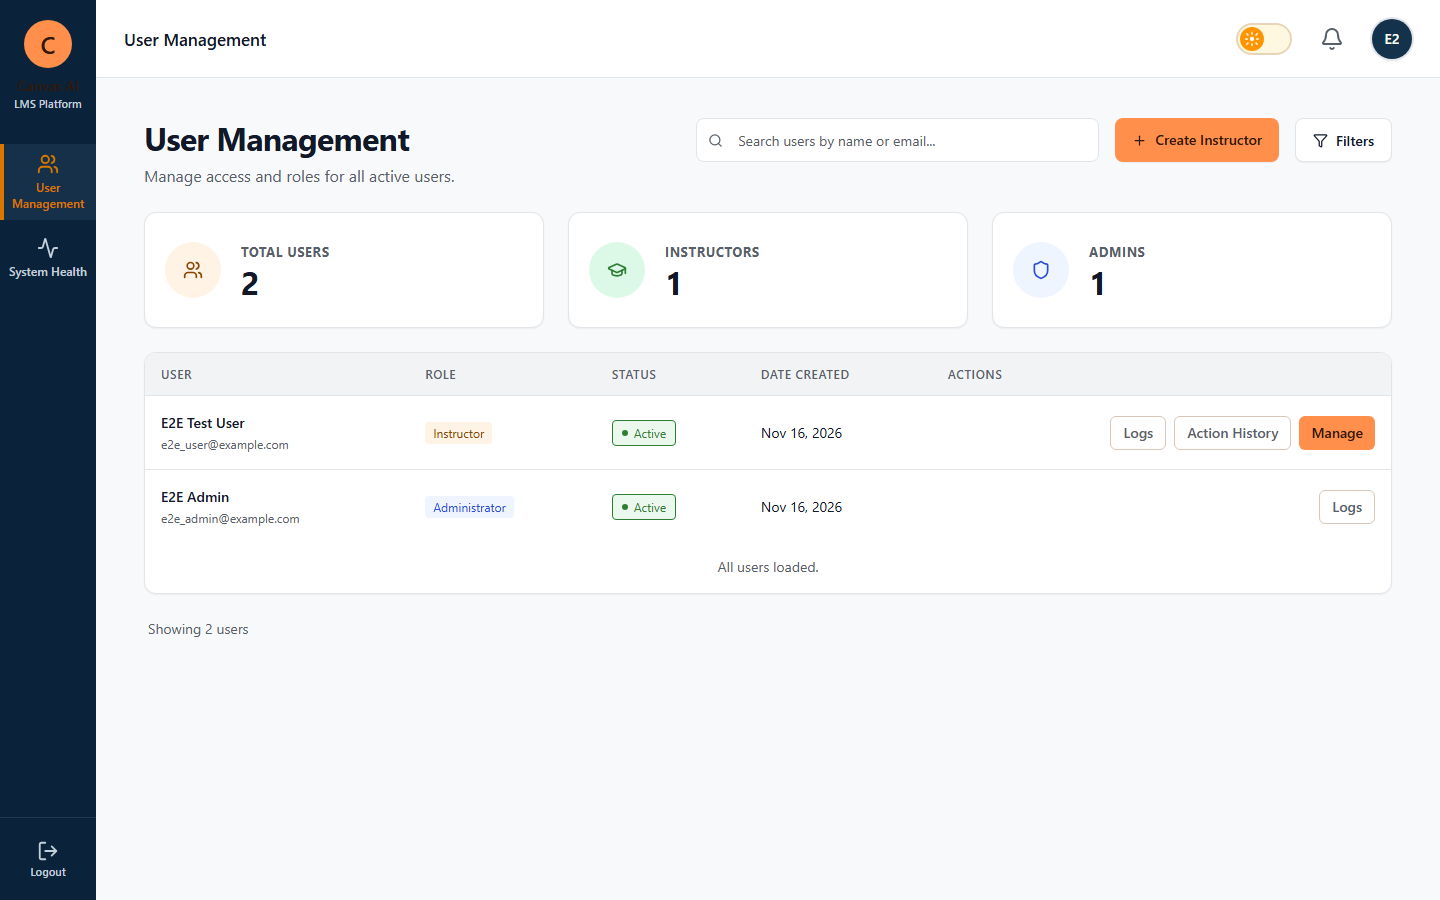 C
LMS Platform
User
Management
System Health
Logout
User Management
E2
User Management
Manage access and roles for all active users.
Search users by name or email...
+ Create Instructor
Filters
TOTAL USERS
2
INSTRUCTORS
1
ADMINS
1
USER ROLE STATUS DATE CREATED ACTIONS
E2E Test User
e2e_user@example.com
Instructor
Active
Nov 16, 2026
Logs Action History Manage
E2E Admin
e2e_admin@example.com
Administrator
Active
Nov 16, 2026
Logs
All users loaded.
Showing 2 users